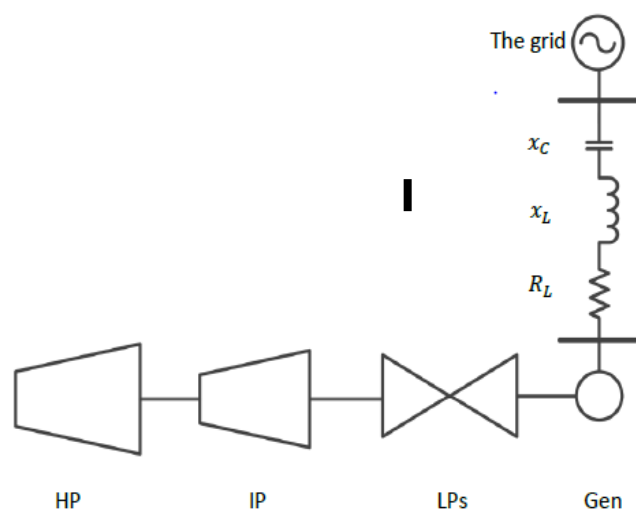 The grid
x_C
x_L
R_L
HP IP LPs Gen